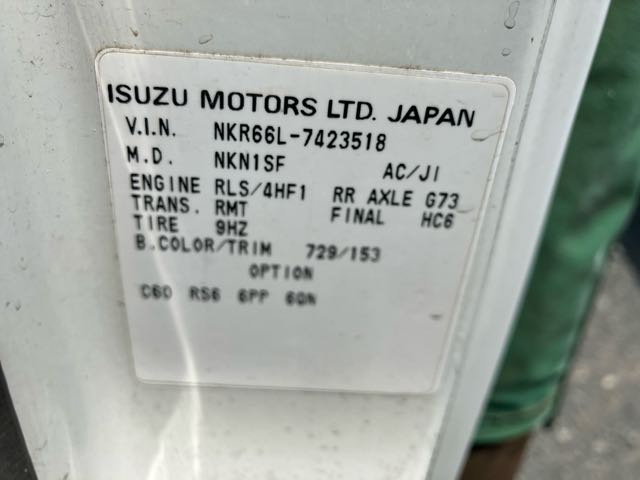 ISUZU MOTORS LTD. JAPAN
V.I.N. NKR66L-7423518
M.D. NKN1SF AC/JI
ENGINE RLS/4HF1 RR AXLE G73
TRANS. RMT FINAL HC6
TIRE 9HZ
B.COLOR/TRIM 729/153
OPTION
C60 RS6 6PP 6QN